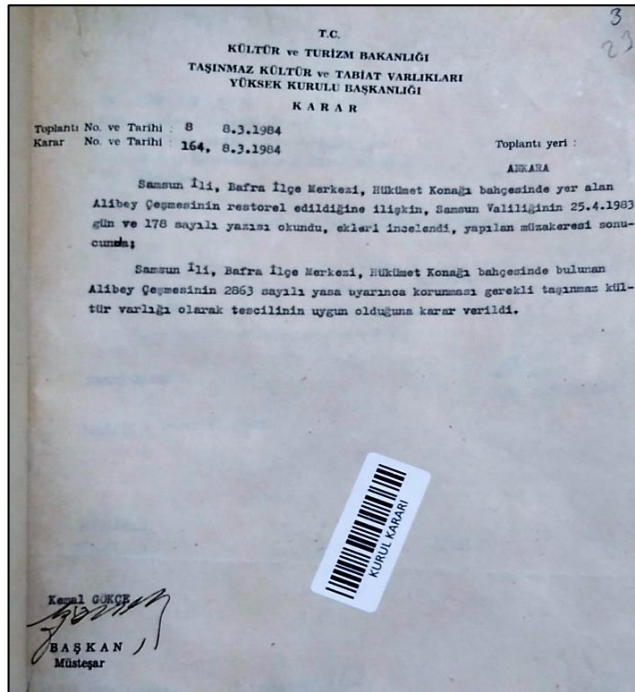 3
23
T.C.
KÜLTÜR ve TURİZM BAKANLIĞI
TAŞINMAZ KÜLTÜR ve TABİAT VARLIKLARI
YÜKSEK KURULU BAŞKANLIĞI
K A R A R
Toplantı No. ve Tarihi : 8 8.3.1984
Karar No. ve Tarihi : 164, 8.3.1984
Toplantı yeri :
ANKARA
Samsun İli, Bafra İlçe Merkezi, Hükümet Konağı bahçesinde yer alan
Alibey Çeşmesinin restorel edildiğine ilişkin, Samsun Valiliğinin 25.4.1983
gün ve 178 sayılı yazısı okundu, ekleri incelendi, yapılan müzakeresi sonu-
cunda;
Samsun İli, Bafra İlçe Merkezi, Hükümet Konağı bahçesinde bulunan
Alibey Çeşmesinin 2863 sayılı yasa uyarınca korunması gerekli taşınmaz kül-
tür varlığı olarak tescilinin uygun olduğuna karar verildi.
KURUL KARARI
Kemal GÖKÇE
BAŞKAN
Müsteşar